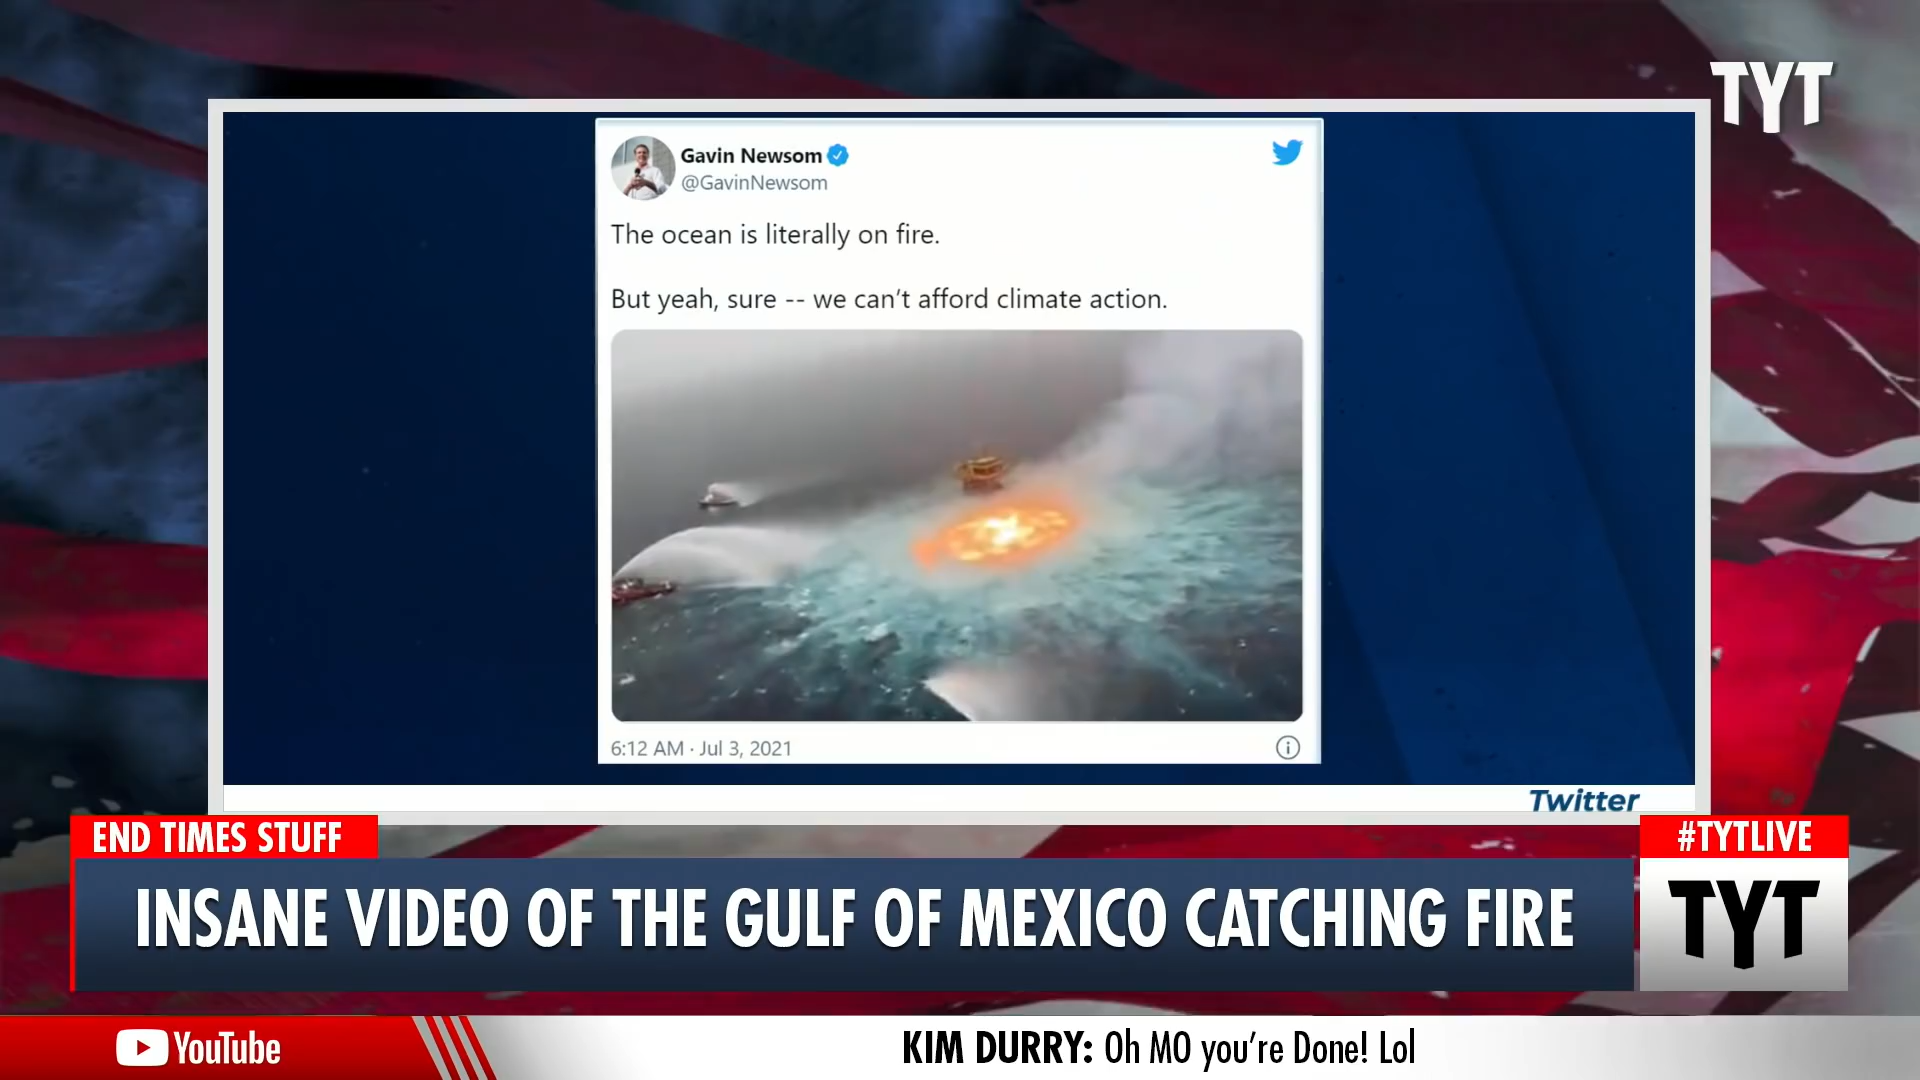 TYT
Gavin Newsom
@GavinNewsom
The ocean is literally on fire.
But yeah, sure -- we can't afford climate action.
6:12 AM · Jul 3, 2021
Twitter
END TIMES STUFF
#TYTLIVE
INSANE VIDEO OF THE GULF OF MEXICO CATCHING FIRE
TYT
YouTube
KIM DURRY: Oh MO you're Done! Lol